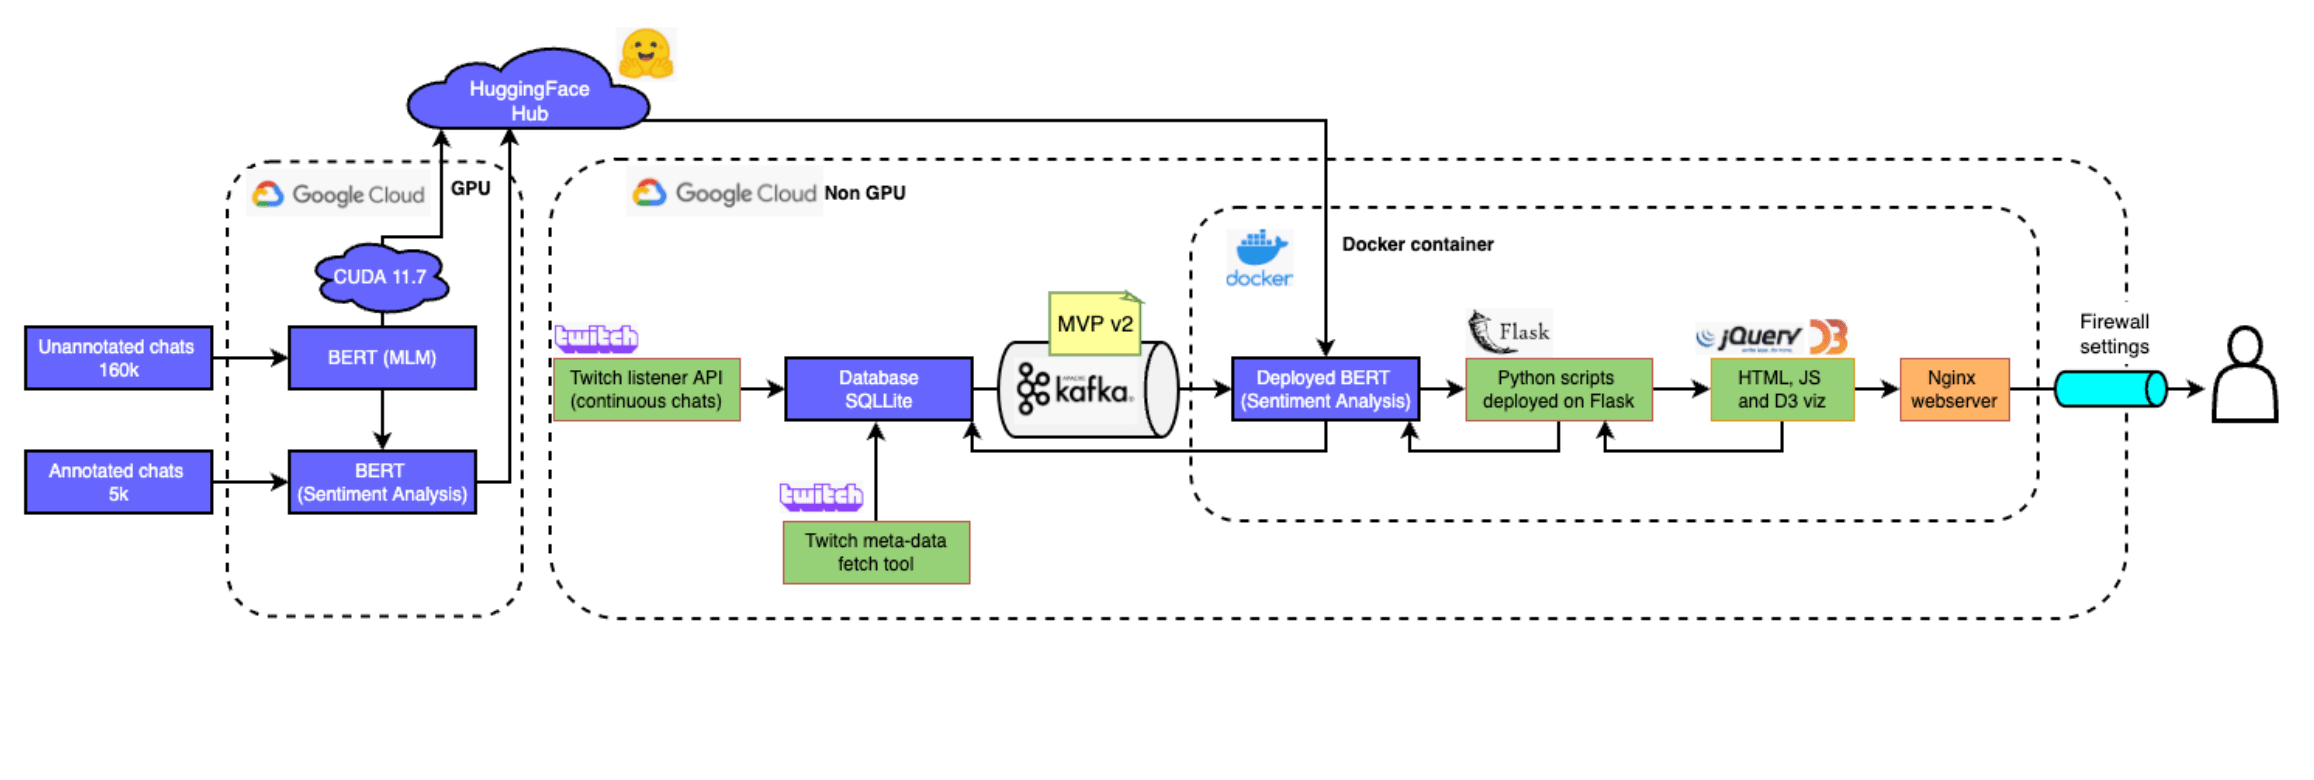 HuggingFace
Hub
Google Cloud
GPU
CUDA 11.7
Unannotated chats
160k
BERT (MLM)
Annotated chats
5k
BERT
(Sentiment Analysis)
Google Cloud Non GPU
docker
Docker container
twitch
Twitch listener API
(continuous chats)
Database
SQLLite
MVP v2
APACHE
kafka
Deployed BERT
(Sentiment Analysis)
Flask
Python scripts
deployed on Flask
jQuery
HTML, JS
and D3 viz
Nginx
webserver
Firewall
settings
twitch
Twitch meta-data
fetch tool